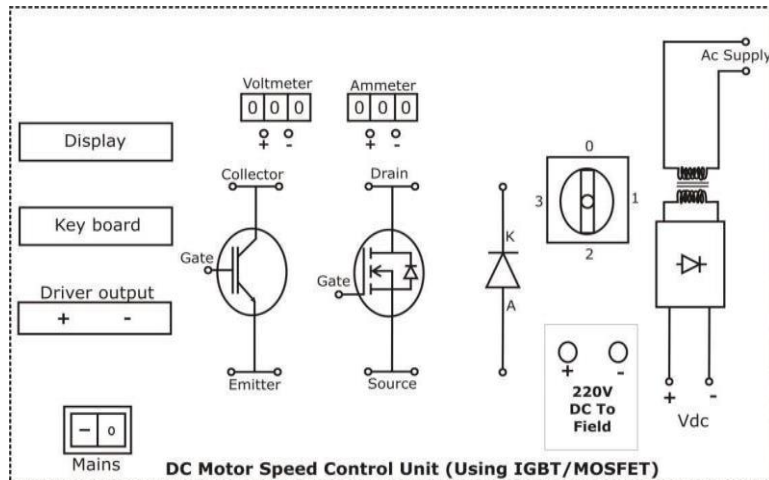 Ac Supply
Voltmeter
Ammeter
0 0 0
0 0 0
+ -
+ -
Display
Collector
Drain
0
3
1
2
Key board
Gate
Gate
K
A
Driver output
+ -
Emitter
Source
+ -
220V
DC To
Field
+ -
Vdc
– o
Mains
DC Motor Speed Control Unit (Using IGBT/MOSFET)